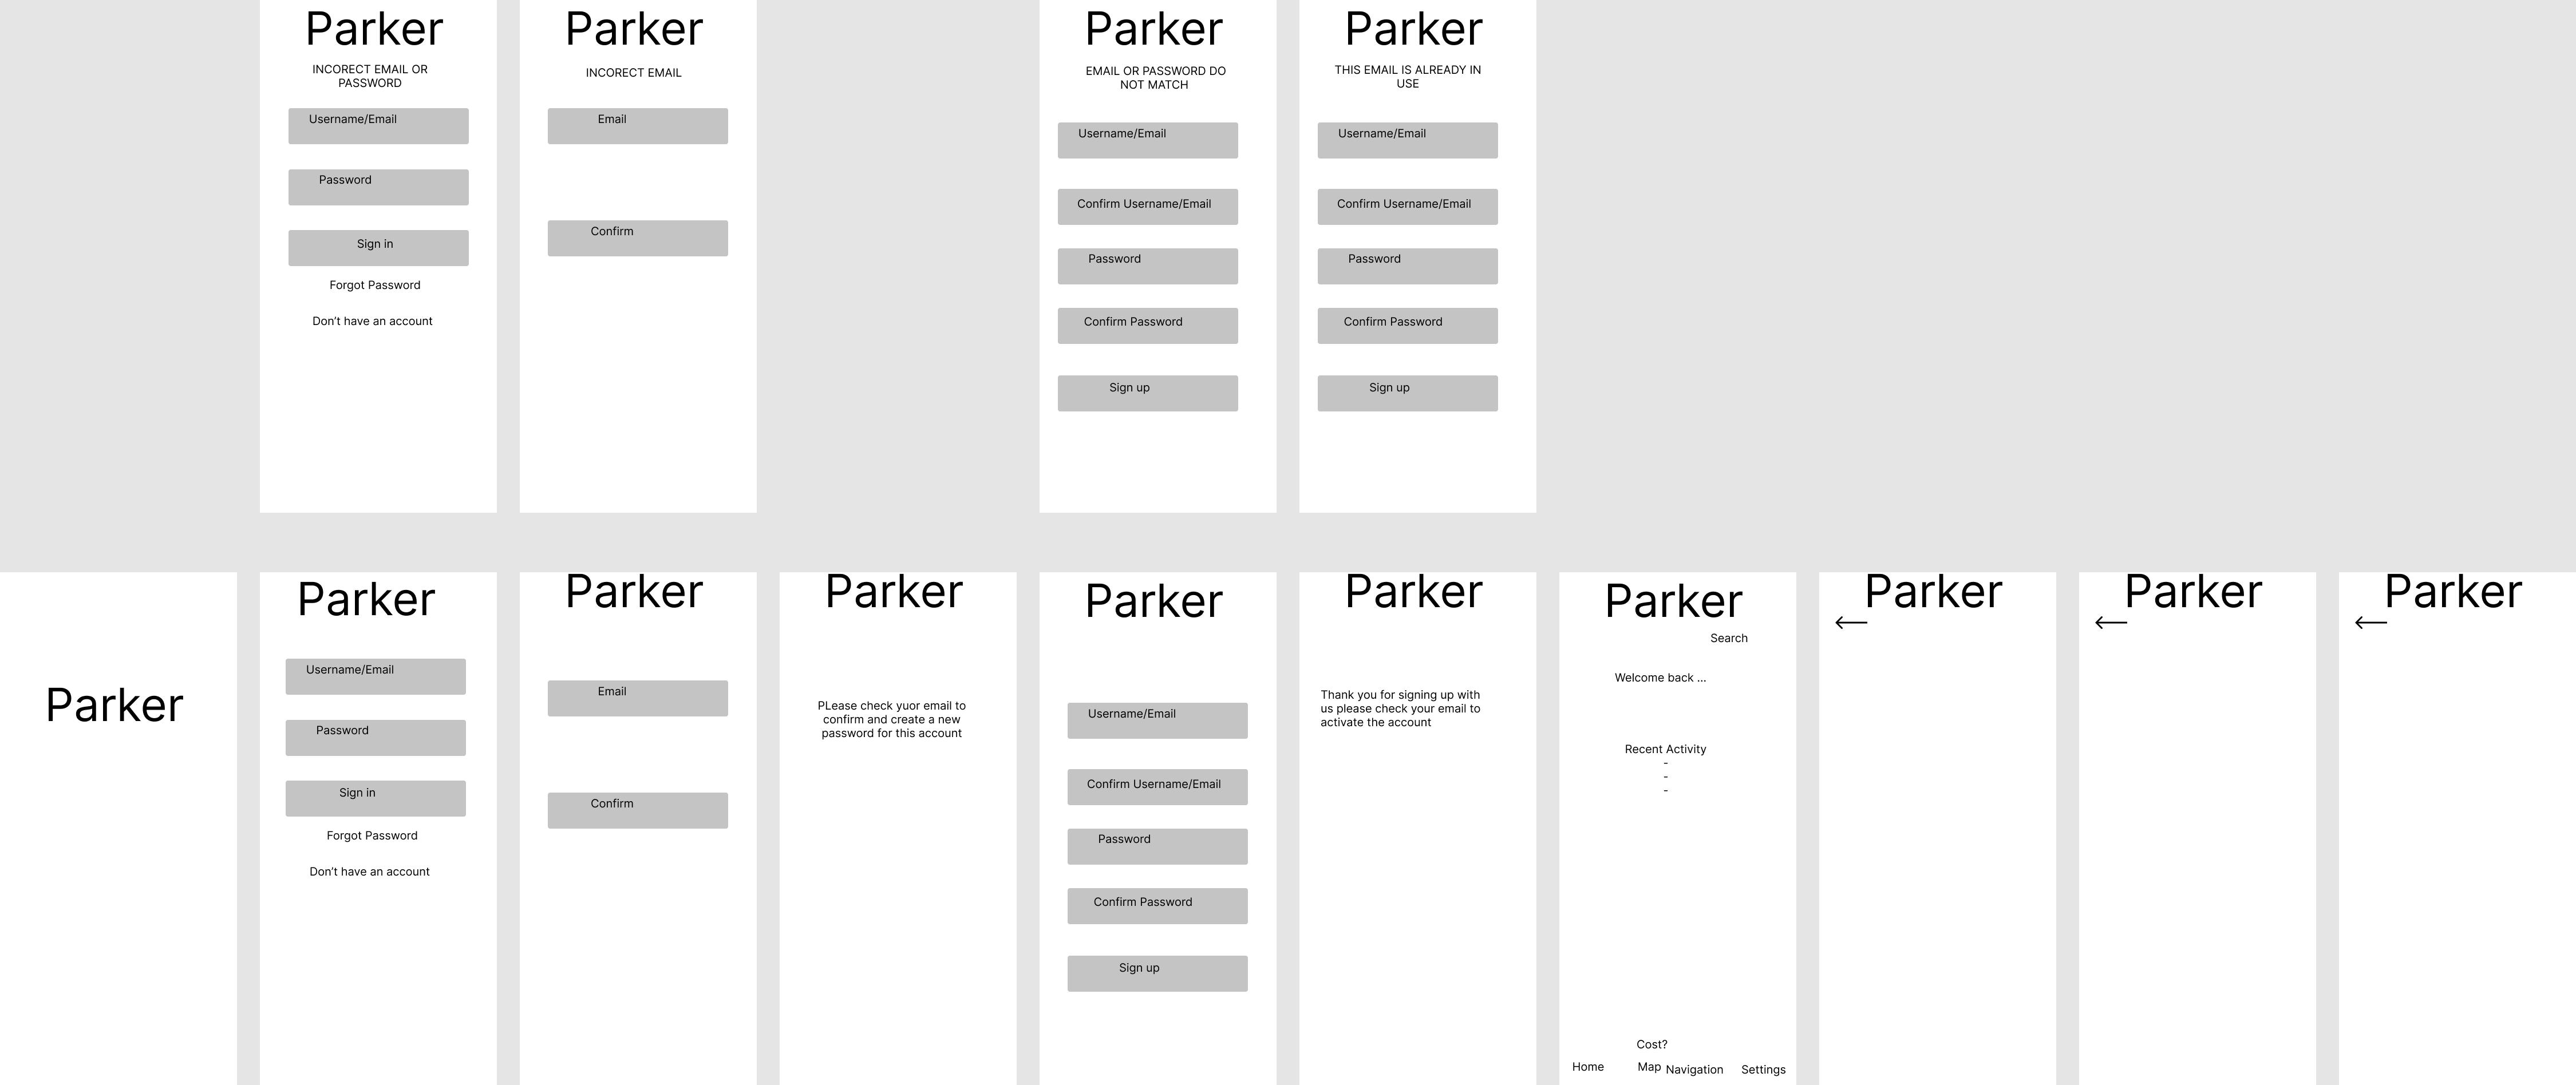 Parker
INCORECT EMAIL OR
PASSWORD
Username/Email
Password
Sign in
Forgot Password
Don’t have an account
Parker
INCORECT EMAIL
Email
Confirm
Parker
EMAIL OR PASSWORD DO
NOT MATCH
Username/Email
Confirm Username/Email
Password
Confirm Password
Sign up
Parker
THIS EMAIL IS ALREADY IN
USE
Username/Email
Confirm Username/Email
Password
Confirm Password
Sign up
Parker
Parker
Username/Email
Password
Sign in
Forgot Password
Don’t have an account
Parker
Email
Confirm
Parker
PLease check yuor email to
confirm and create a new
password for this account
Parker
Username/Email
Confirm Username/Email
Password
Confirm Password
Sign up
Parker
Thank you for signing up with
us please check your email to
activate the account
Parker
Search
Welcome back ...
Recent Activity
-
-
-
Cost?
Home Map Navigation Settings
Parker
Parker
Parker